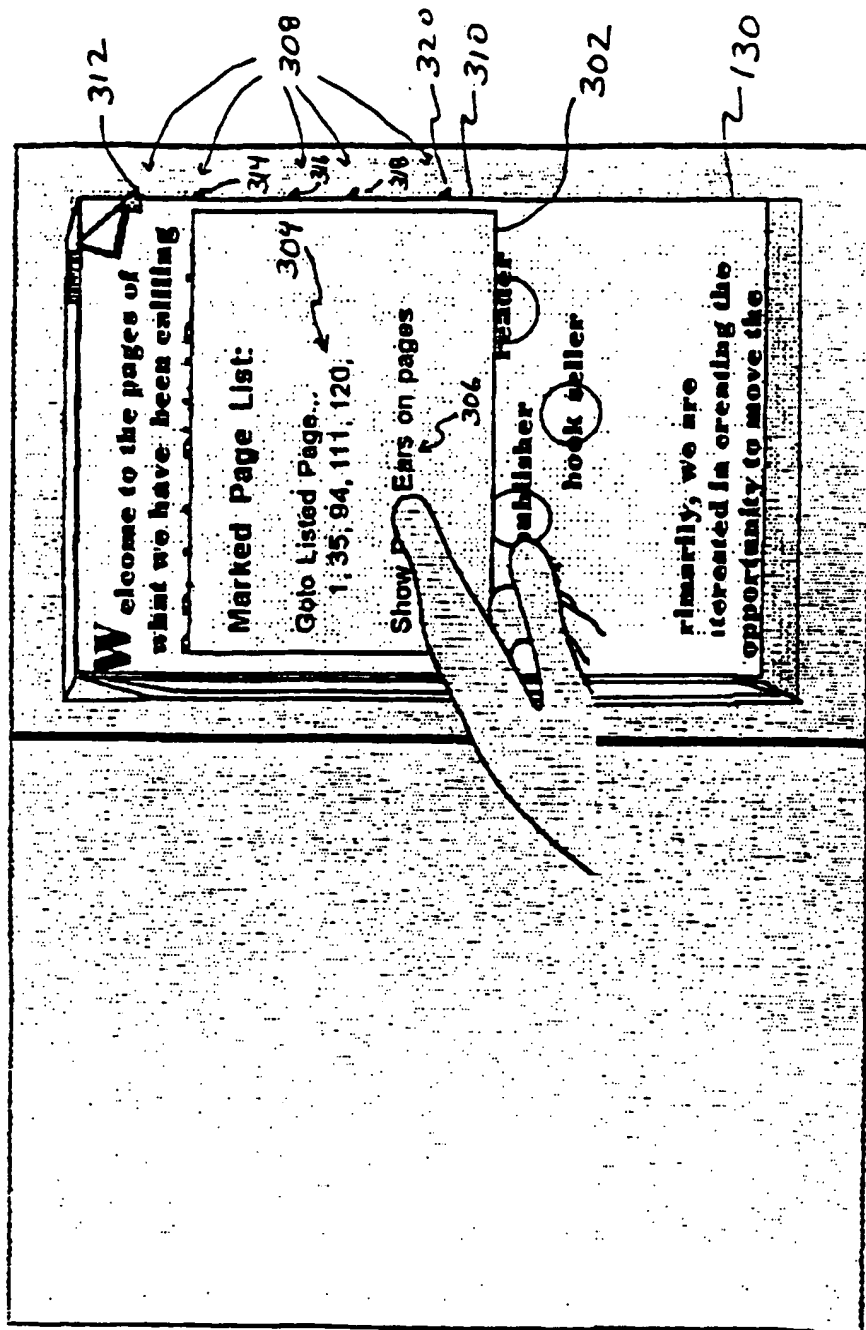 312
308
314
316
318
320
310
302
130
Welcome to the pages of
what we have been calling
Marked Page List:
304
Goto Listed Page...
1; 35; 94, 111; 120;
Show Ears on pages
306
reader
publisher
book seller
rimarily, we are
iterested in creating the
opportunity to move the